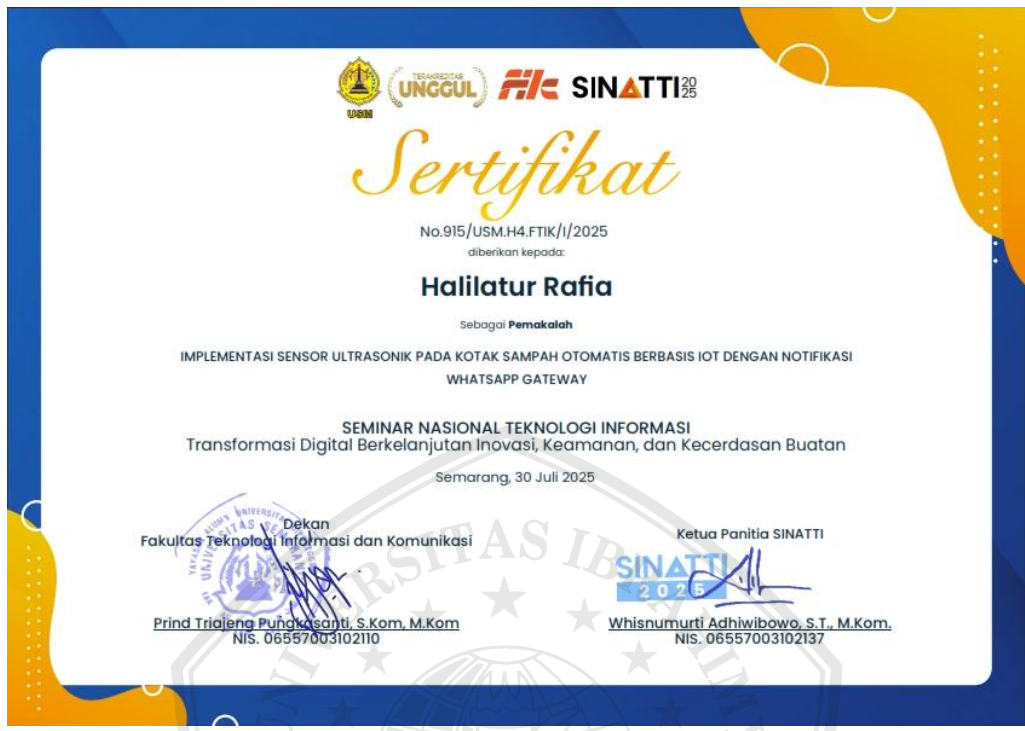 USM
TERAKREDITASI
UNGGUL
SINATTI 2025
Sertifikat
No.915/USM.H4.FTIK/I/2025
diberikan kepada:
Halilatur Rafia
Sebagai Pemakalah
IMPLEMENTASI SENSOR ULTRASONIK PADA KOTAK SAMPAH OTOMATIS BERBASIS IOT DENGAN NOTIFIKASI
WHATSAPP GATEWAY
SEMINAR NASIONAL TEKNOLOGI INFORMASI
Transformasi Digital Berkelanjutan Inovasi, Keamanan, dan Kecerdasan Buatan
Semarang, 30 Juli 2025
Dekan
Fakultas Teknologi Informasi dan Komunikasi
Prind Triajeng Pungkasanti, S.Kom, M.Kom
NIS. 06557003102110
Ketua Panitia SINATTI
SINATTI
2025
Whisnumurti Adhiwibowo, S.T., M.Kom.
NIS. 06557003102137